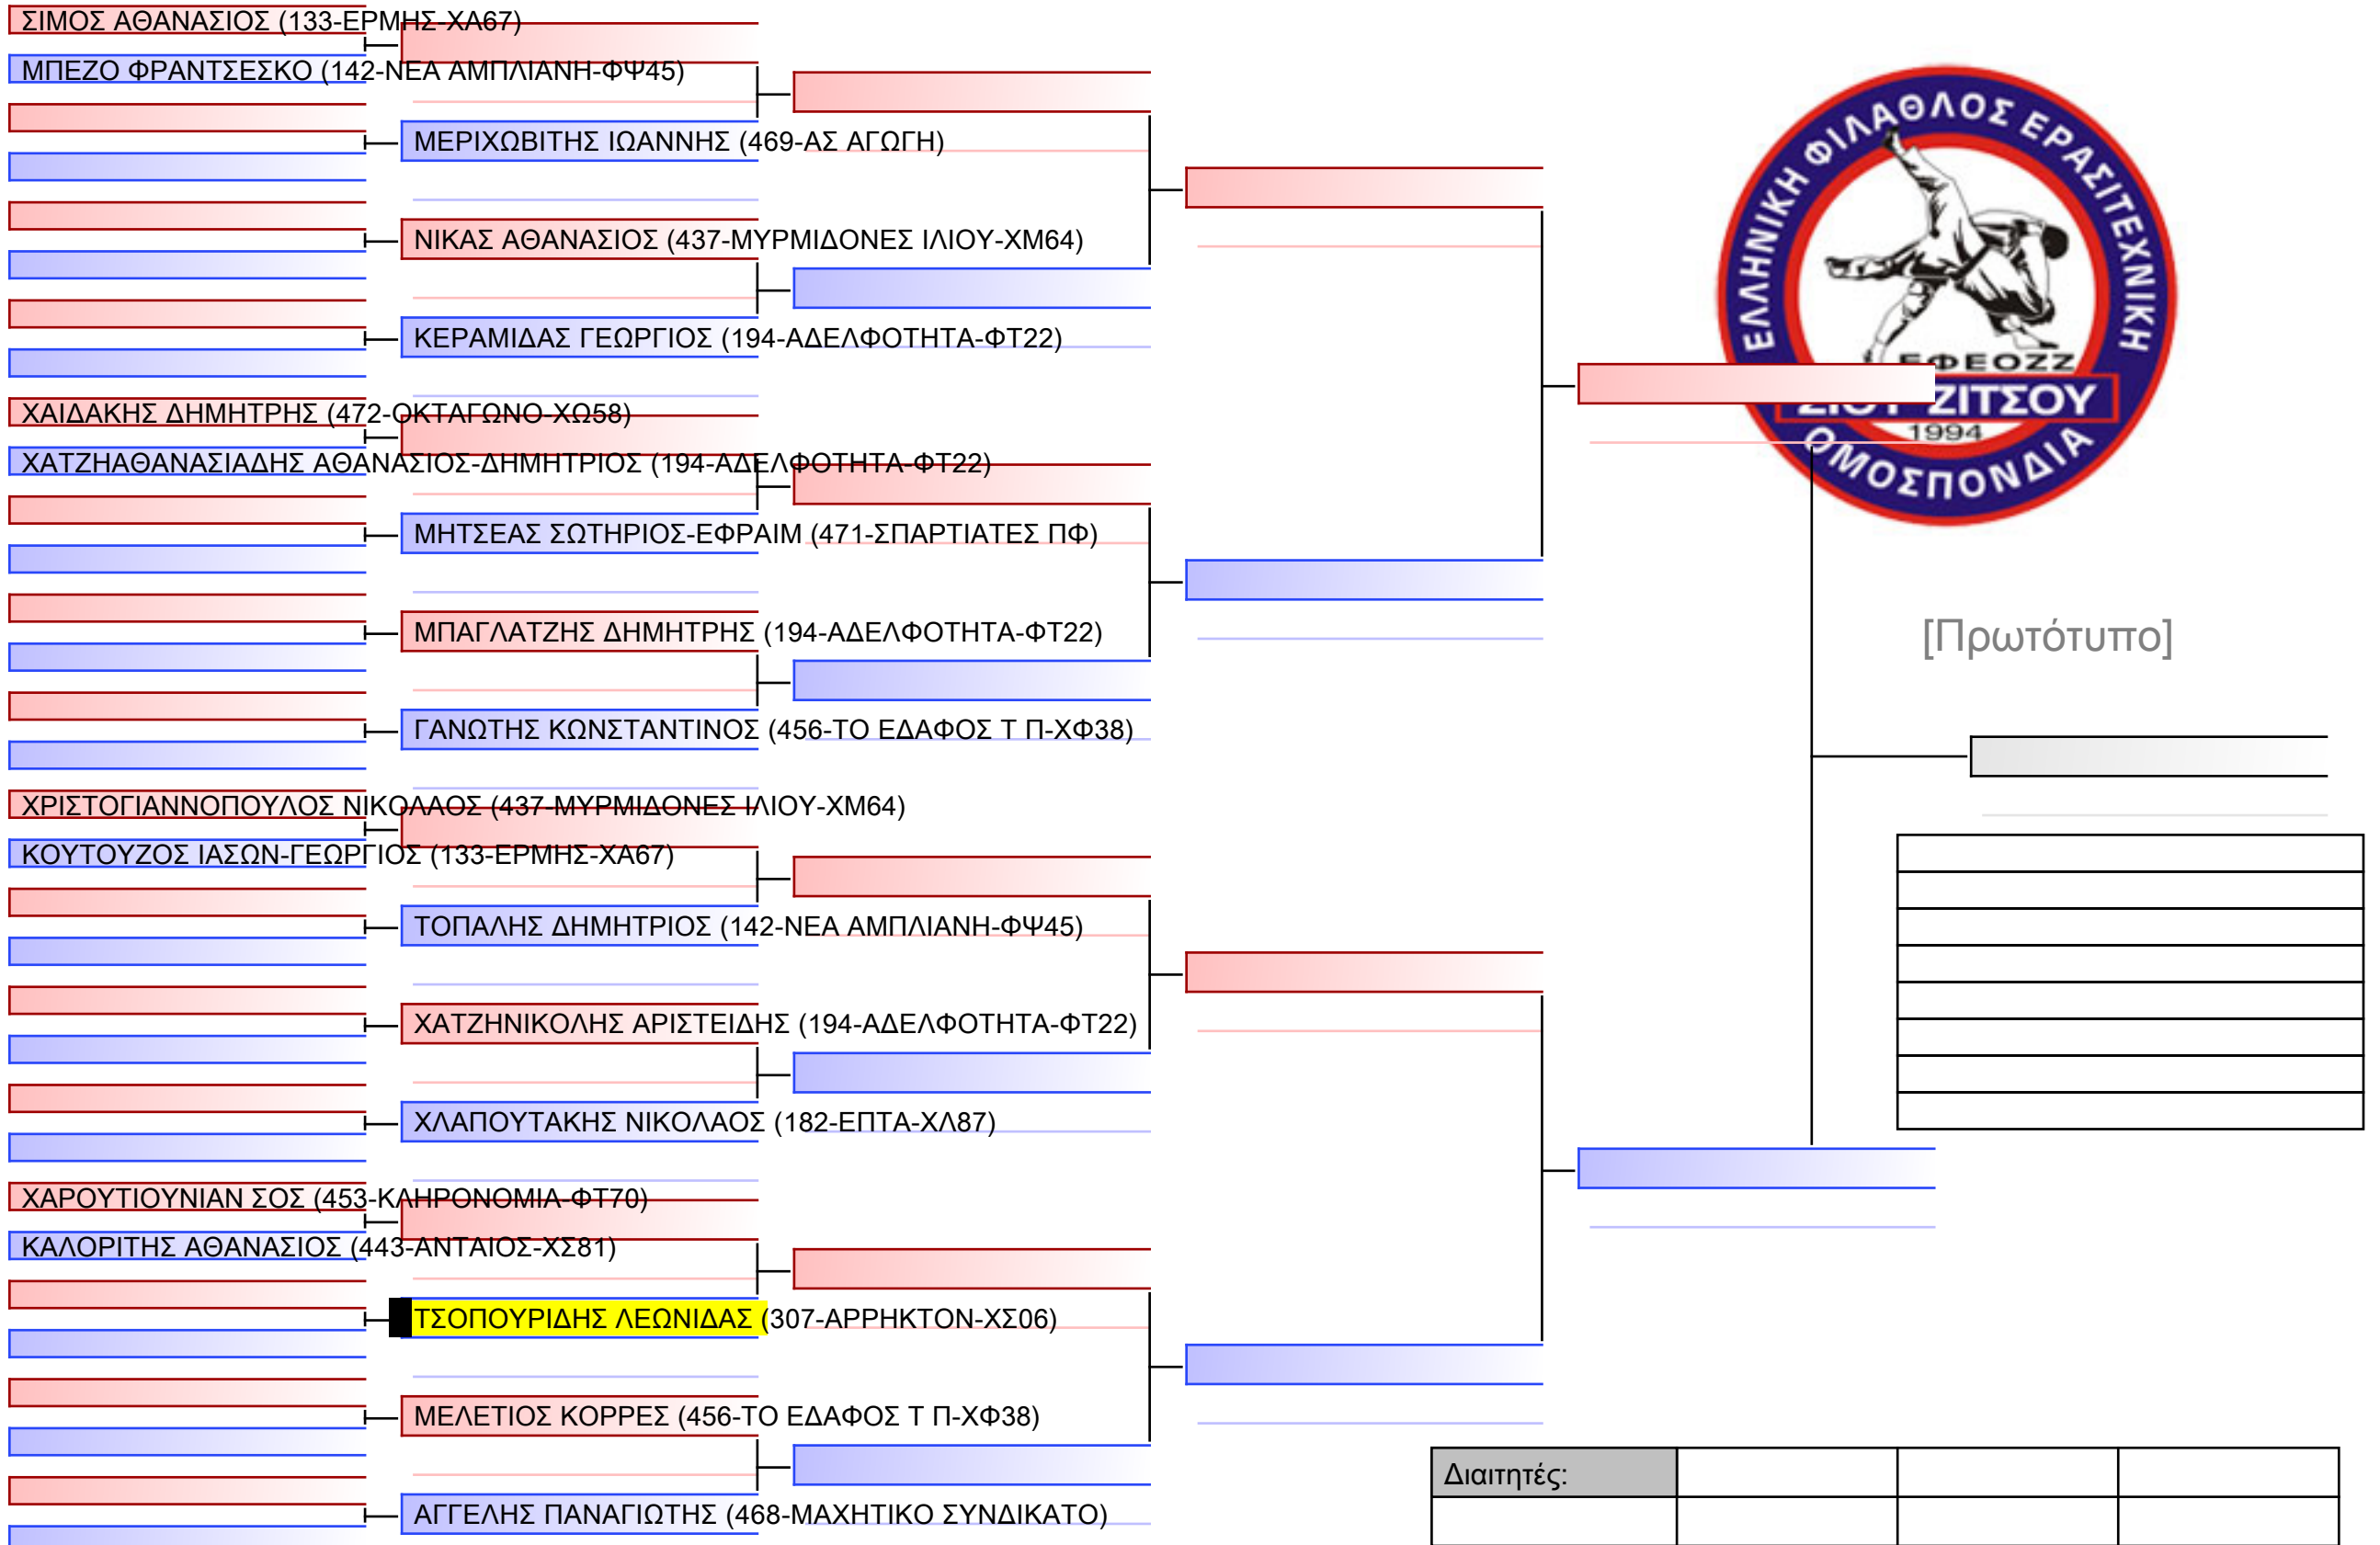 ΣΙΜΟΣ ΑΘΑΝΑΣΙΟΣ (133-ΕΡΜΗΣ-ΧΑ67)
ΜΠΕΖΟ ΦΡΑΝΤΣΕΣΚΟ (142-ΝΕΑ ΑΜΠΛΙΑΝΗ-ΦΨ45)
ΜΕΡΙΧΩΒΙΤΗΣ ΙΩΑΝΝΗΣ (469-ΑΣ ΑΓΩΓΗ)
ΝΙΚΑΣ ΑΘΑΝΑΣΙΟΣ (437-ΜΥΡΜΙΔΟΝΕΣ ΙΛΙΟΥ-ΧΜ64)
ΚΕΡΑΜΙΔΑΣ ΓΕΩΡΓΙΟΣ (194-ΑΔΕΛΦΟΤΗΤΑ-ΦΤ22)
ΧΑΙΔΑΚΗΣ ΔΗΜΗΤΡΗΣ (472-ΟΚΤΑΓΩΝΟ-ΧΩ58)
ΧΑΤΖΗΑΘΑΝΑΣΙΑΔΗΣ ΑΘΑΝΑΣΙΟΣ-ΔΗΜΗΤΡΙΟΣ (194-ΑΔΕΛΦΟΤΗΤΑ-ΦΤ22)
ΜΗΤΣΕΑΣ ΣΩΤΗΡΙΟΣ-ΕΦΡΑΙΜ (471-ΣΠΑΡΤΙΑΤΕΣ ΠΦ)
ΜΠΑΓΛΑΤΖΗΣ ΔΗΜΗΤΡΗΣ (194-ΑΔΕΛΦΟΤΗΤΑ-ΦΤ22)
ΓΑΝΩΤΗΣ ΚΩΝΣΤΑΝΤΙΝΟΣ (456-ΤΟ ΕΔΑΦΟΣ Τ Π-ΧΦ38)
ΧΡΙΣΤΟΓΙΑΝΝΟΠΟΥΛΟΣ ΝΙΚΟΛΑΟΣ (437-ΜΥΡΜΙΔΟΝΕΣ ΙΛΙΟΥ-ΧΜ64)
ΚΟΥΤΟΥΖΟΣ ΙΑΣΩΝ-ΓΕΩΡΓΙΟΣ (133-ΕΡΜΗΣ-ΧΑ67)
ΤΟΠΑΛΗΣ ΔΗΜΗΤΡΙΟΣ (142-ΝΕΑ ΑΜΠΛΙΑΝΗ-ΦΨ45)
ΧΑΤΖΗΝΙΚΟΛΗΣ ΑΡΙΣΤΕΙΔΗΣ (194-ΑΔΕΛΦΟΤΗΤΑ-ΦΤ22)
ΧΛΑΠΟΥΤΑΚΗΣ ΝΙΚΟΛΑΟΣ (182-ΕΠΤΑ-ΧΛ87)
ΧΑΡΟΥΤΙΟΥΝΙΑΝ ΣΟΣ (453-ΚΛΗΡΟΝΟΜΙΑ-ΦΤ70)
ΚΑΛΟΡΙΤΗΣ ΑΘΑΝΑΣΙΟΣ (443-ΑΝΤΑΙΟΣ-ΧΣ81)
ΤΣΟΠΟΥΡΙΔΗΣ ΛΕΩΝΙΔΑΣ (307-ΑΡΡΗΚΤΟΝ-ΧΣ06)
ΜΕΛΕΤΙΟΣ ΚΟΡΡΕΣ (456-ΤΟ ΕΔΑΦΟΣ Τ Π-ΧΦ38)
ΑΓΓΕΛΗΣ ΠΑΝΑΓΙΩΤΗΣ (468-ΜΑΧΗΤΙΚΟ ΣΥΝΔΙΚΑΤΟ)
ΕΛΛΗΝΙΚΗ ΦΙΛΑΘΛΟΣ ΕΡΑΣΙΤΕΧΝΙΚΗ
ΕΦΕΟΖΖ
ΖΙΟΥ ΖΙΤΣΟΥ
1994
ΟΜΟΣΠΟΝΔΙΑ
[Πρωτότυπο]
Διαιτητές: